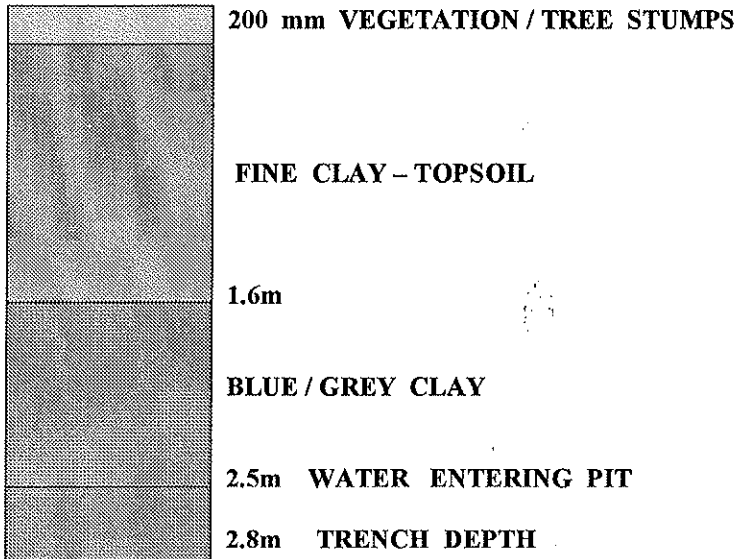 200 mm VEGETATION / TREE STUMPS
FINE CLAY – TOPSOIL
1.6m
BLUE / GREY CLAY
2.5m WATER ENTERING PIT
2.8m TRENCH DEPTH